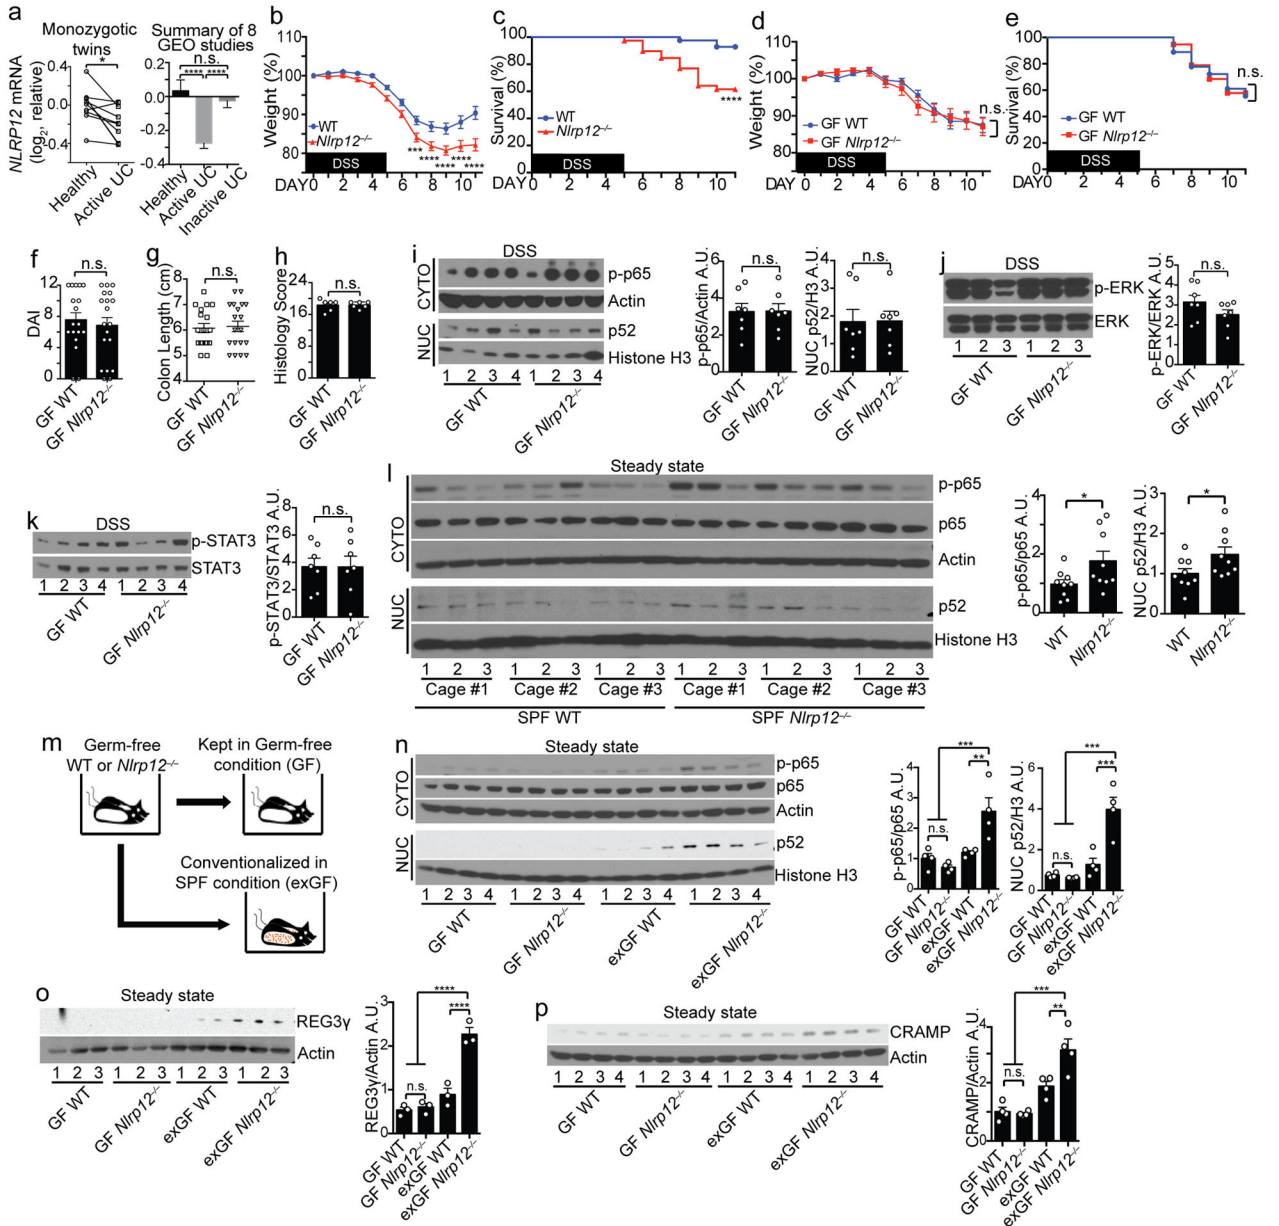 a
Monozygotic
twins
*
NLRP12 mRNA
(log₂, relative)
0.4
0.0
-0.4
Healthy
Active UC
Summary of 8
GEO studies
n.s.
**** ****
0.2
0.0
-0.2
-0.4
Healthy
Active UC
Inactive UC
b
Weight (%)
110
100
90
80
WT
Nlrp12⁻/⁻
***
****
****
****
****
DSS
DAY 0 2 4 6 8 10
c
Survival (%)
100
80
60
40
20
0
WT
Nlrp12⁻/⁻
****
DSS
DAY 0 2 4 6 8 10
d
Weight (%)
110
100
90
80
GF WT
GF Nlrp12⁻/⁻
n.s.
DSS
DAY 0 2 4 6 8 10
e
Survival (%)
100
80
60
40
20
0
GF WT
GF Nlrp12⁻/⁻
n.s.
DSS
DAY 0 2 4 6 8 10
f
n.s.
DAI
12
10
8
6
4
2
0
GF WT
GF Nlrp12⁻/⁻
g
n.s.
Colon Length (cm)
8
7
6
5
4
GF WT
GF Nlrp12⁻/⁻
h
n.s.
Histology Score
24
16
8
0
GF WT
GF Nlrp12⁻/⁻
i
DSS
CYTO
p-p65
Actin
NUC
p52
Histone H3
1 2 3 4 1 2 3 4
GF WT
GF Nlrp12⁻/⁻
n.s.
p-p65/Actin A.U.
6
5
4
3
2
1
0
GF WT
GF Nlrp12⁻/⁻
n.s.
NUC p52/H3 A.U.
4
3
2
1
0
GF WT
GF Nlrp12⁻/⁻
j
DSS
p-ERK
ERK
1 2 3 1 2 3
GF WT
GF Nlrp12⁻/⁻
n.s.
p-ERK/ERK A.U.
5
4
3
2
1
0
GF WT
GF Nlrp12⁻/⁻
k
DSS
p-STAT3
STAT3
1 2 3 4 1 2 3 4
GF WT
GF Nlrp12⁻/⁻
n.s.
p-STAT3/STAT3 A.U.
8
6
4
2
0
GF WT
GF Nlrp12⁻/⁻
l
Steady state
CYTO
p-p65
p65
Actin
NUC
p52
Histone H3
1 2 3 1 2 3 1 2 3 1 2 3 1 2 3 1 2 3
Cage #1 Cage #2 Cage #3 Cage #1 Cage #2 Cage #3
SPF WT SPF Nlrp12⁻/⁻
*
p-p65/p65 A.U.
4
3
2
1
0
WT
Nlrp12⁻/⁻
*
NUC p52/H3 A.U.
3
2
1
0
WT
Nlrp12⁻/⁻
m
Germ-free
WT or Nlrp12⁻/⁻
Kept in Germ-free
condition (GF)
Conventionalized in
SPF condition (exGF)
n
Steady state
CYTO
p-p65
p65
Actin
NUC
p52
Histone H3
1 2 3 4 1 2 3 4 1 2 3 4 1 2 3 4
GF WT
GF Nlrp12⁻/⁻
exGF WT
exGF Nlrp12⁻/⁻
***
**
n.s.
p-p65/p65 A.U.
4
3
2
1
0
GF WT
GF Nlrp12⁻/⁻
exGF WT
exGF Nlrp12⁻/⁻
***
***
n.s.
NUC p52/H3 A.U.
6
4
2
0
GF WT
GF Nlrp12⁻/⁻
exGF WT
exGF Nlrp12⁻/⁻
o
Steady state
REG3γ
Actin
1 2 3 1 2 3 1 2 3 1 2 3
GF WT
GF Nlrp12⁻/⁻
exGF WT
exGF Nlrp12⁻/⁻
****
****
n.s.
REG3γ/Actin A.U.
3
2
1
0
GF WT
GF Nlrp12⁻/⁻
exGF WT
exGF Nlrp12⁻/⁻
p
Steady state
CRAMP
Actin
1 2 3 4 1 2 3 4 1 2 3 4 1 2 3 4
GF WT
GF Nlrp12⁻/⁻
exGF WT
exGF Nlrp12⁻/⁻
***
**
n.s.
CRAMP/Actin A.U.
4
2
0
GF WT
GF Nlrp12⁻/⁻
exGF WT
exGF Nlrp12⁻/⁻